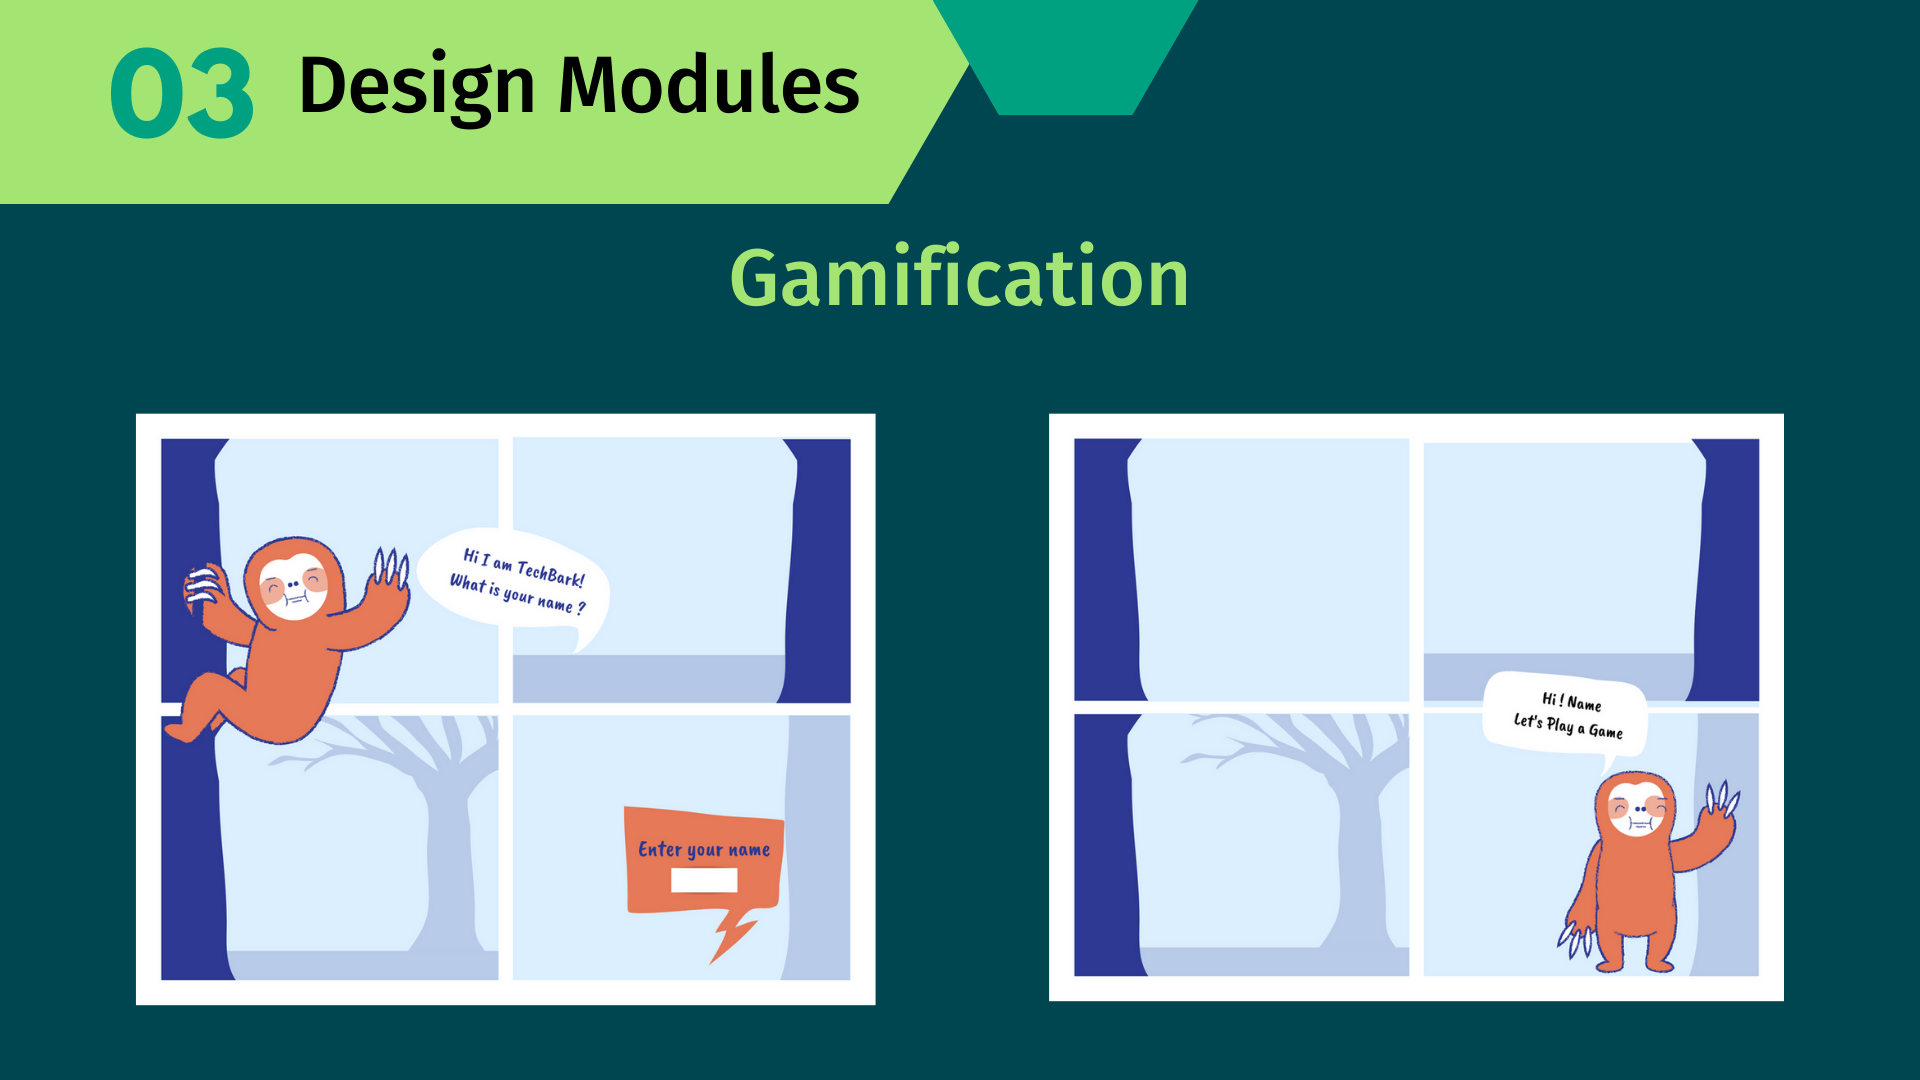 03 Design Modules
Gamification
Hi I am TechBark!
What is your name ?
Enter your name
Hi ! Name
Let's Play a Game